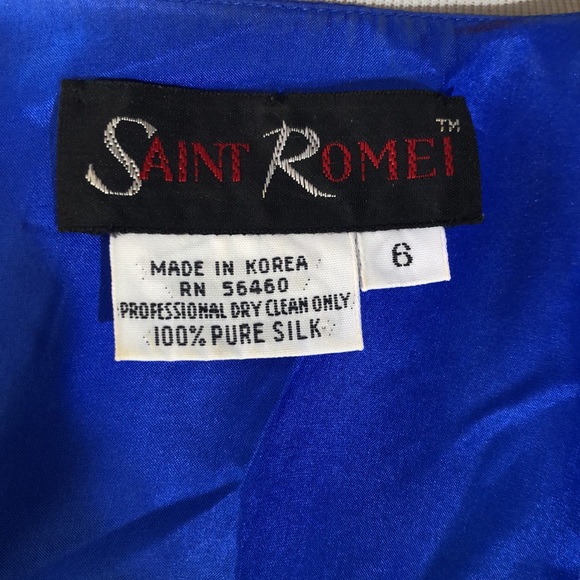 SAINT ROMEI™
6
MADE IN KOREA
RN 56460
PROFESSIONAL DRY CLEAN ONLY
100% PURE SILK